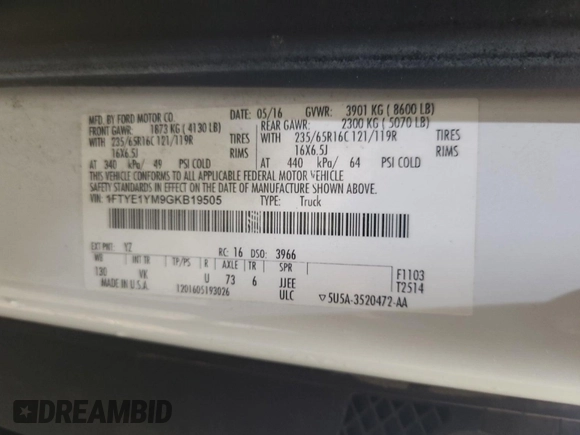 MFD. BY FORD MOTOR CO.
DATE: 05/16 GVWR: 3901 KG ( 8600 LB)
FRONT GAWR: 1873 KG ( 4130 LB) REAR GAWR: 2300 KG ( 5070 LB)
WITH 235/65R16C 121/119R TIRES WITH 235/65R16C 121/119R TIRES
16X6.5J RIMS 16X6.5J RIMS
AT 340 kPa/ 49 PSI COLD AT 440 kPa/ 64 PSI COLD
THIS VEHICLE CONFORMS TO ALL APPLICABLE FEDERAL MOTOR VEHICLE
SAFETY STANDARDS IN EFFECT ON THE DATE OF MANUFACTURE SHOWN ABOVE.
VIN: 1FTYE1YM9GKB19505 TYPE: Truck
EXT PNT: YZ RC: 16 DSO: 3966
WB INT TR TP/PS R AXLE TR SPR
130 VK U 73 6 JJEE F1103
MADE IN U.S.A. 1201605193026 ULC T2514
▽5U5A-3520472-AA
DREAMBID